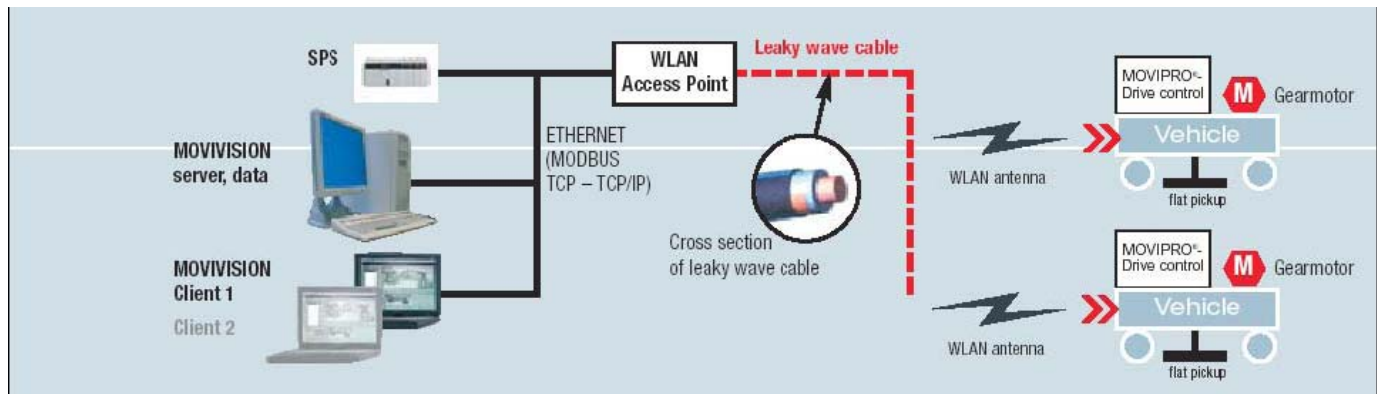 SPS
MOVIVISION
server, data
MOVIVISION
Client 1
Client 2
ETHERNET
(MODBUS
TCP – TCP/IP)
WLAN
Access Point
Leaky wave cable
Cross section
of leaky wave cable
WLAN antenna
MOVIPRO®-
Drive control
M
Gearmotor
Vehicle
flat pickup
WLAN antenna
MOVIPRO®-
Drive control
M
Gearmotor
Vehicle
flat pickup